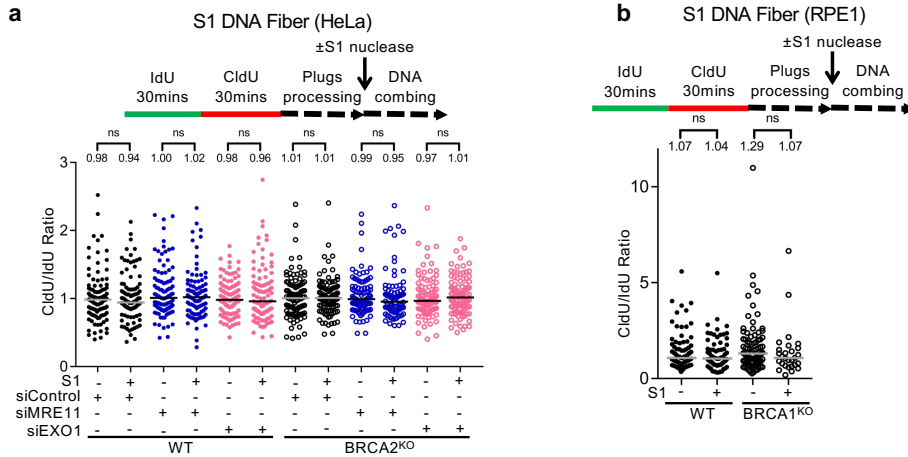 a
S1 DNA Fiber (HeLa)
±S1 nuclease
IdU
30mins
CldU
30mins
Plugs
processing
DNA
combing
ns ns ns ns ns ns
0.98 0.94 1.00 1.02 0.98 0.96 1.01 1.01 0.99 0.95 0.97 1.01
CldU/IdU Ratio
3
2
1
0
S1 - + - + - + - + - + - +
siControl + + - - - - + + - - - -
siMRE11 - - + + - - - - + + - -
siEXO1 - - - - + + - - - - + +
WT BRCA2KO
b
S1 DNA Fiber (RPE1)
±S1 nuclease
IdU
30mins
CldU
30mins
Plugs
processing
DNA
combing
ns ns
1.07 1.04 1.29 1.07
CldU/IdU Ratio
10
5
0
S1 - + - +
WT BRCA1KO